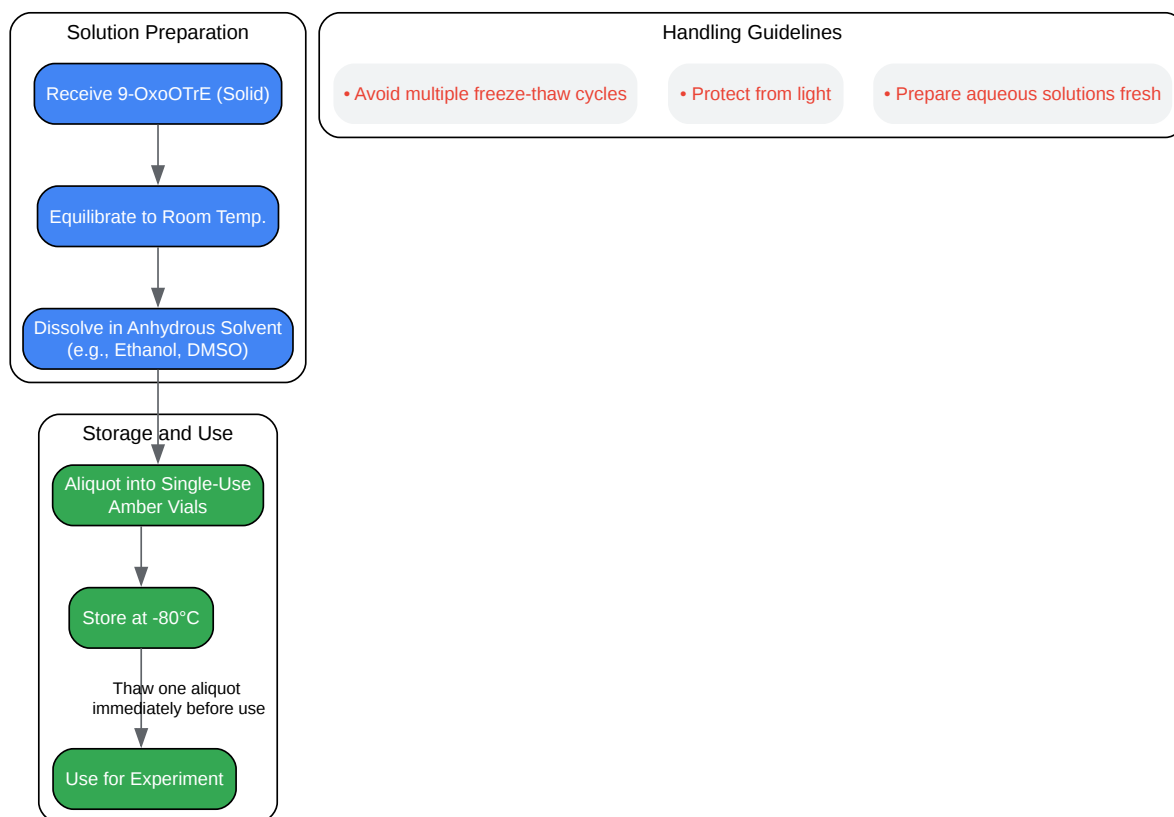 Solution Preparation
Receive 9-OxoOTrE (Solid)
Equilibrate to Room Temp.
Dissolve in Anhydrous Solvent
(e.g., Ethanol, DMSO)
Handling Guidelines
• Avoid multiple freeze-thaw cycles
• Protect from light
• Prepare aqueous solutions fresh
Storage and Use
Aliquot into Single-Use
Amber Vials
Store at -80°C
Thaw one aliquot
immediately before use
Use for Experiment